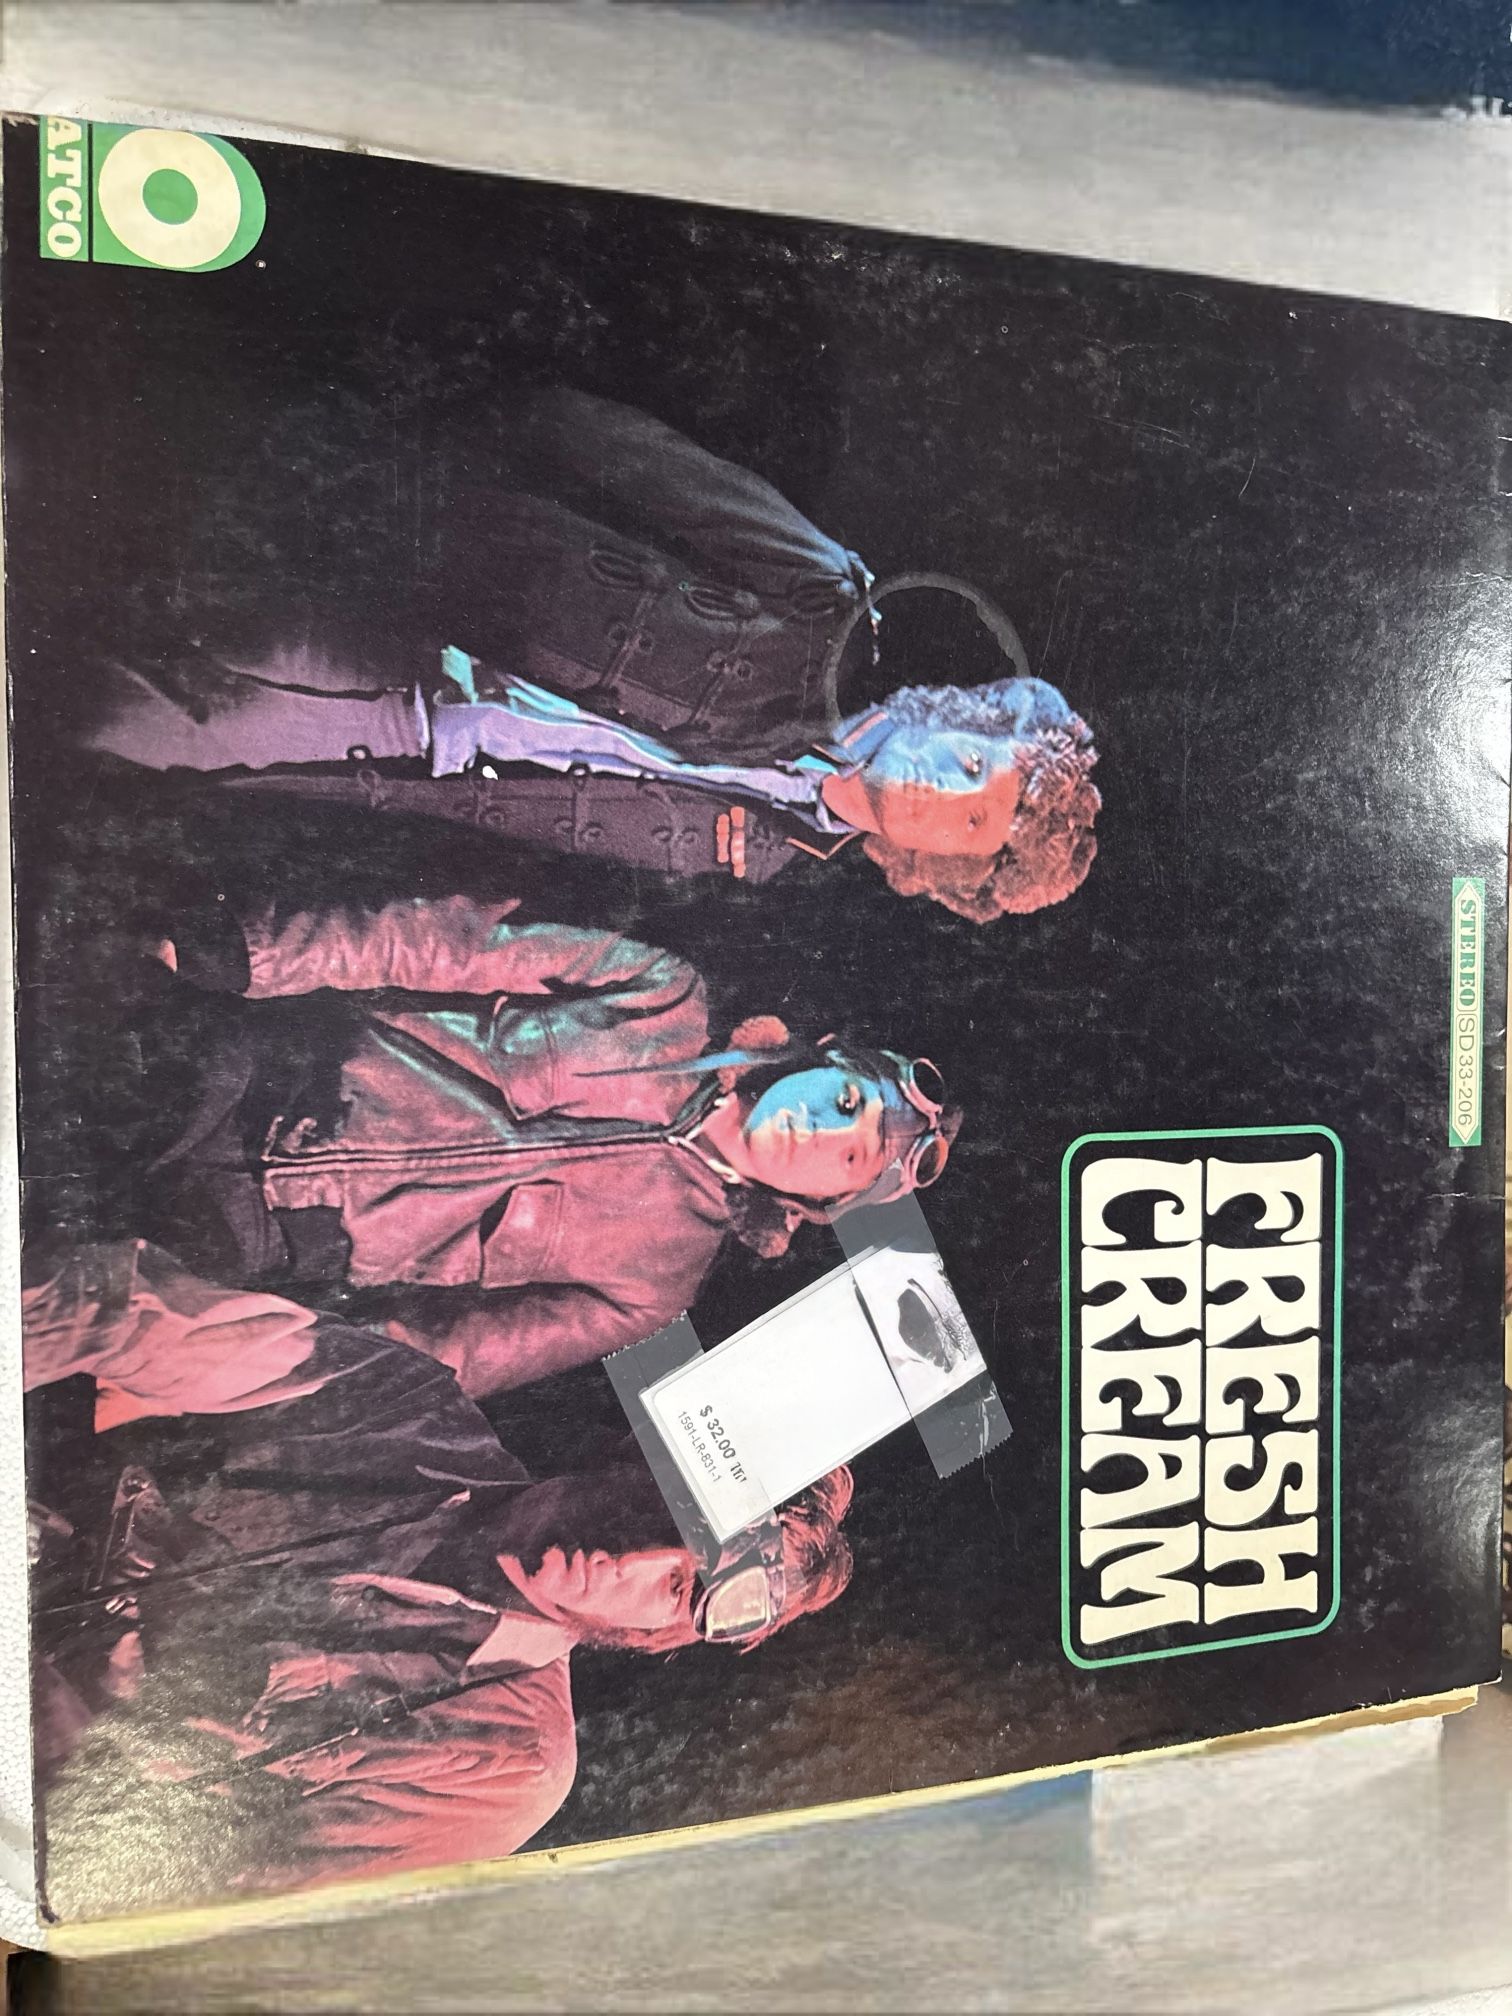 STEREO SD 33-206
FRESH
CREAM
$ 32.00
1591-LR-831-1
ATCO